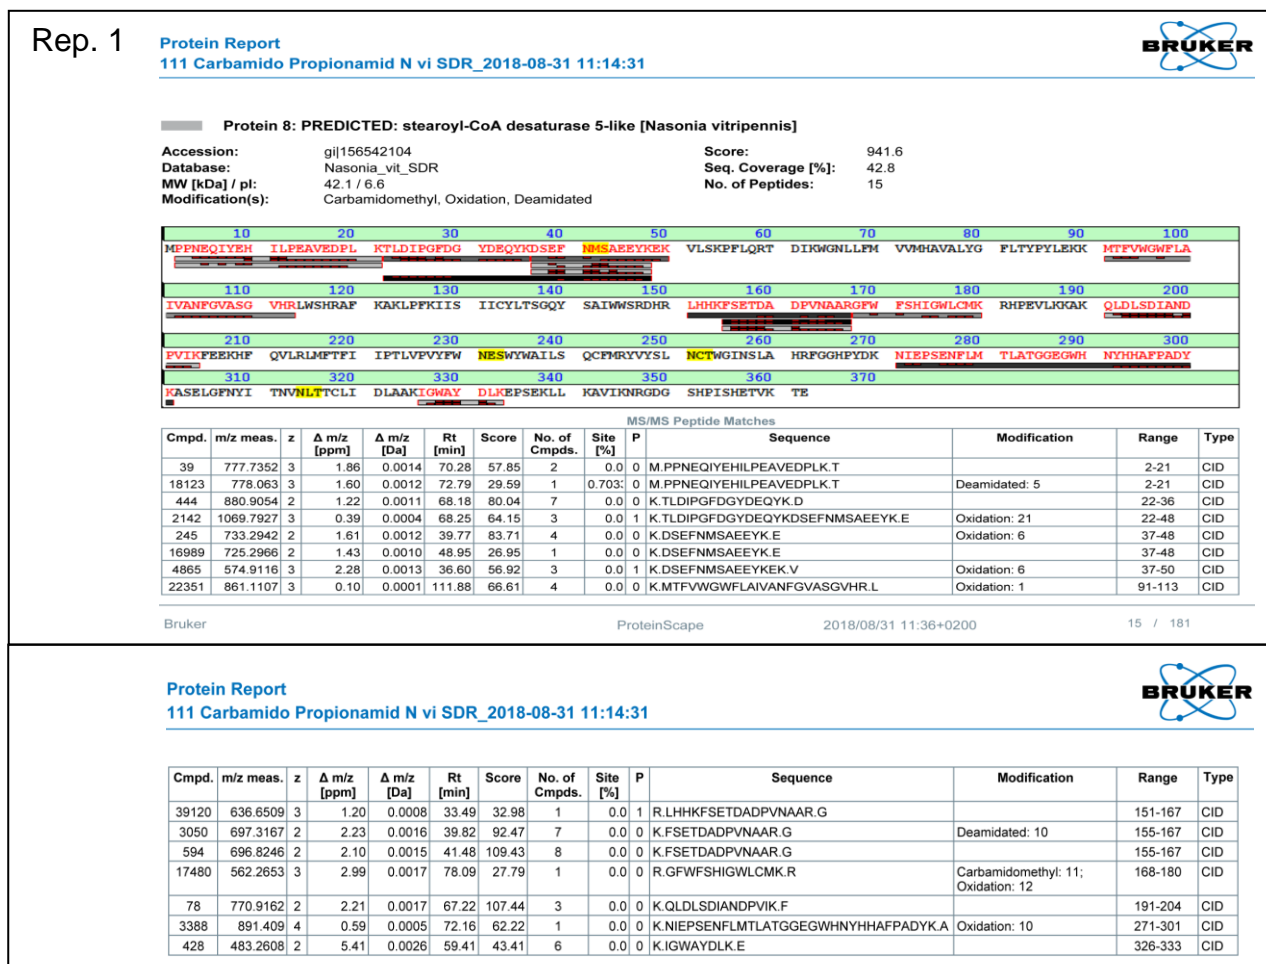 Rep. 1
Protein Report
111 Carbamido Propionamid N vi SDR_2018-08-31 11:14:31
BRUKER
Protein 8: PREDICTED: stearoyl-CoA desaturase 5-like [Nasonia vitripennis]
Accession: gi|156542104 Score: 941.6
Database: Nasonia_vit_SDR Seq. Coverage [%]: 42.8
MW [kDa] / pI: 42.1 / 6.6 No. of Peptides: 15
Modification(s): Carbamidomethyl, Oxidation, Deamidated
10 20 30 40 50 60 70 80 90 100
MPPNEQIYEH ILPEAVEDPL KTLDIPGFDG YDEQYKDSEF NMSAEEYKEK VLSKPFLQRT DIKWGNLLFM VVMHAVALYG FLTYPYLEKK MTFVWGWFLA
110 120 130 140 150 160 170 180 190 200
IVANFGVASG VHRLWSHRAF KAKLPFKIIS IICYLTSGQY SAIWWSRDHR LHHKFSETDA DPVNAARGFW FSHIGWLCMK RHPEVLKKAK QLDLSDIAND
210 220 230 240 250 260 270 280 290 300
PVIKFEEKHF QVLRLMFTFI IPTLVPVYFW NESWYWAILS QCFMRYVYSL NCTWGINSLA HRFGGHPYDK NIEPSENFLM TLATGGEGWH NYHHAFPADY
310 320 330 340 350 360 370
KASELGFNYI TNVNLTTCLI DLAAKIGWAY DLKEPSEKLL KAVIKNRGDG SHPISHETVK TE
MS/MS Peptide Matches
Cmpd. m/z meas. z Δ m/z [ppm] Δ m/z [Da] Rt [min] Score No. of Cmpds. Site [%] P Sequence Modification Range Type
39 777.7352 3 1.86 0.0014 70.28 57.85 2 0.0 0 M.PPNEQIYEHILPEAVEDPLK.T 2-21 CID
18123 778.063 3 1.60 0.0012 72.79 29.59 1 0.703: 0 M.PPNEQIYEHILPEAVEDPLK.T Deamidated: 5 2-21 CID
444 880.9054 2 1.22 0.0011 68.18 80.04 7 0.0 0 K.TLDIPGFDGYDEQYK.D 22-36 CID
2142 1069.7927 3 0.39 0.0004 68.25 64.15 3 0.0 1 K.TLDIPGFDGYDEQYKDSEFNMSAEEYK.E Oxidation: 21 22-48 CID
245 733.2942 2 1.61 0.0012 39.77 83.71 4 0.0 0 K.DSEFNMSAEEYK.E Oxidation: 6 37-48 CID
16989 725.2966 2 1.43 0.0010 48.95 26.95 1 0.0 0 K.DSEFNMSAEEYK.E 37-48 CID
4865 574.9116 3 2.28 0.0013 36.60 56.92 3 0.0 1 K.DSEFNMSAEEYKEK.V Oxidation: 6 37-50 CID
22351 861.1107 3 0.10 0.0001 111.88 66.61 4 0.0 0 K.MTFVWGWFLAIVANFGVASGVHR.L Oxidation: 1 91-113 CID
Bruker ProteinScape 2018/08/31 11:36+0200 15 / 181
Protein Report
111 Carbamido Propionamid N vi SDR_2018-08-31 11:14:31
BRUKER
Cmpd. m/z meas. z Δ m/z [ppm] Δ m/z [Da] Rt [min] Score No. of Cmpds. Site [%] P Sequence Modification Range Type
39120 636.6509 3 1.20 0.0008 33.49 32.98 1 0.0 1 R.LHHKFSETDADPVNAAR.G 151-167 CID
3050 697.3167 2 2.23 0.0016 39.82 92.47 7 0.0 0 K.FSETDADPVNAAR.G Deamidated: 10 155-167 CID
594 696.8246 2 2.10 0.0015 41.48 109.43 8 0.0 0 K.FSETDADPVNAAR.G 155-167 CID
17480 562.2653 3 2.99 0.0017 78.09 27.79 1 0.0 0 R.GFWFSHIGWLCMK.R Carbamidomethyl: 11; Oxidation: 12 168-180 CID
78 770.9162 2 2.21 0.0017 67.22 107.44 3 0.0 0 K.QLDLSDIANDPVIK.F 191-204 CID
3388 891.409 4 0.59 0.0005 72.16 62.22 1 0.0 0 K.NIEPSENFLMTLATGGEGWHNYHHAFPADYK.A Oxidation: 10 271-301 CID
428 483.2608 2 5.41 0.0026 59.41 43.41 6 0.0 0 K.IGWAYDLK.E 326-333 CID